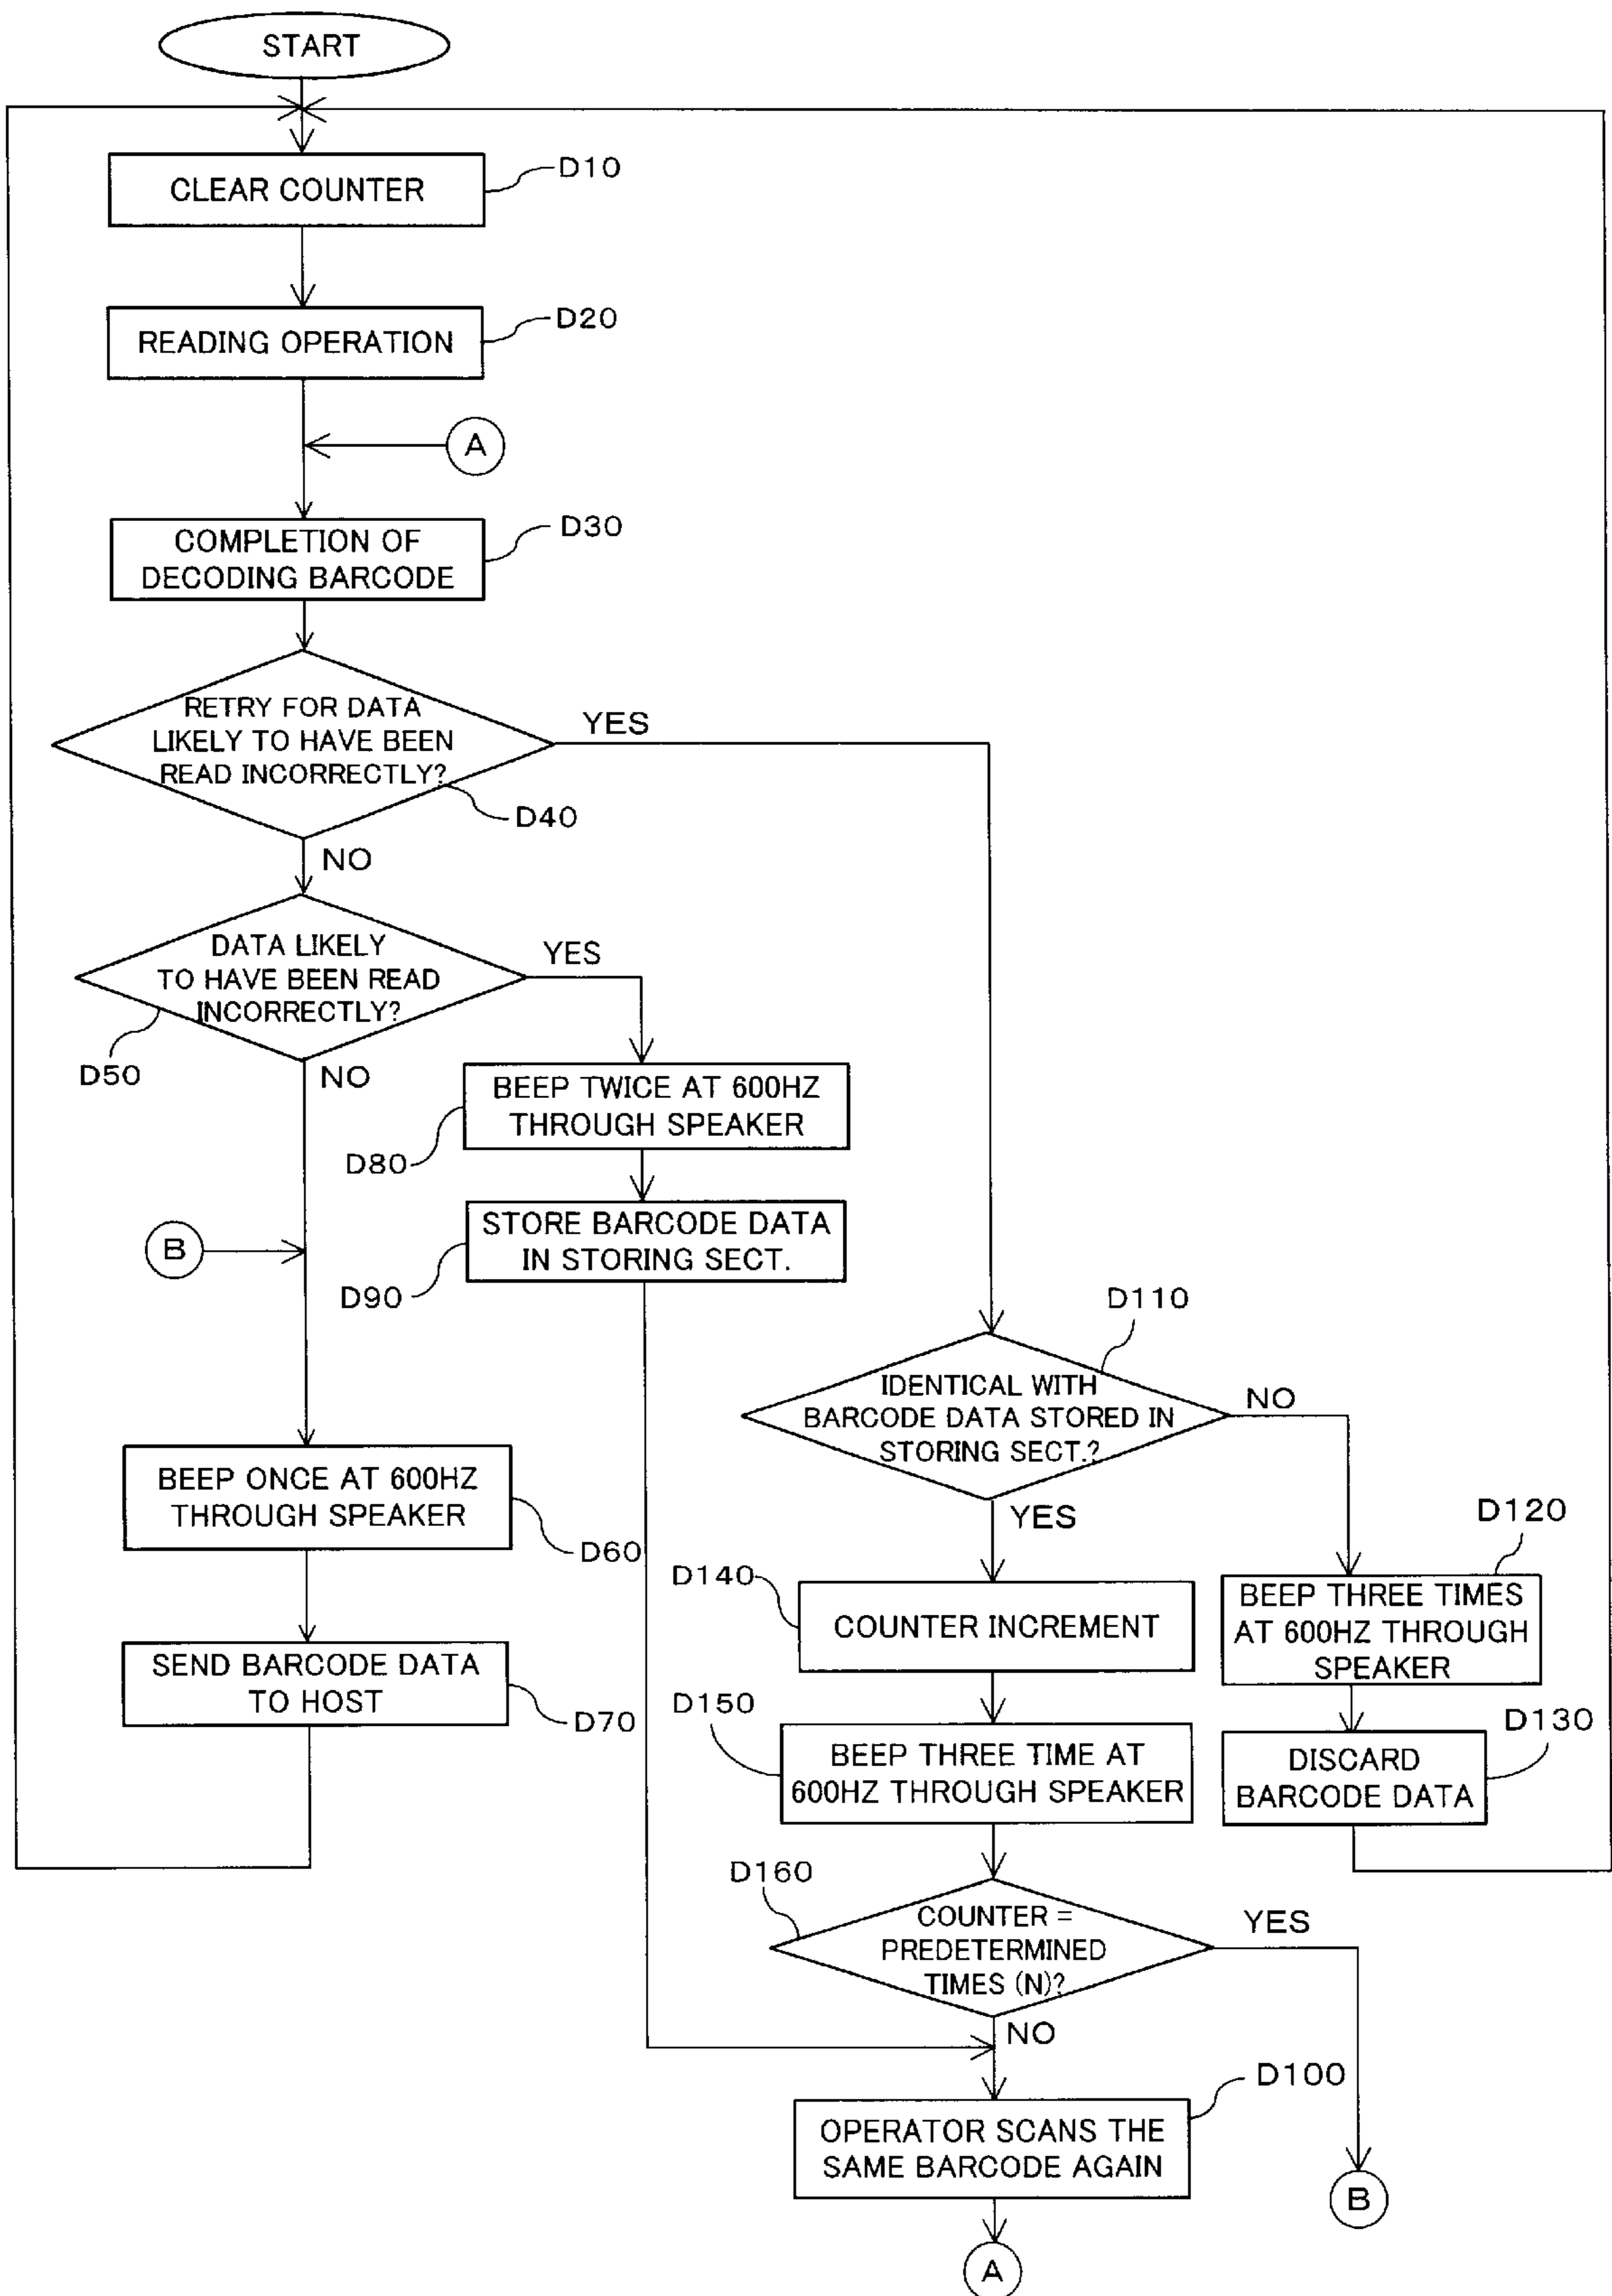 START
CLEAR COUNTER
D10
READING OPERATION
D20
A
COMPLETION OF
DECODING BARCODE
D30
RETRY FOR DATA
LIKELY TO HAVE BEEN
READ INCORRECTLY?
YES
D40
NO
DATA LIKELY
TO HAVE BEEN READ
INCORRECTLY?
YES
D50
NO
BEEP TWICE AT 600HZ
THROUGH SPEAKER
D80
STORE BARCODE DATA
IN STORING SECT.
D90
B
D110
IDENTICAL WITH
BARCODE DATA STORED IN
STORING SECT.?
NO
YES
BEEP ONCE AT 600HZ
THROUGH SPEAKER
D60
SEND BARCODE DATA
TO HOST
D70
D140
COUNTER INCREMENT
D120
BEEP THREE TIMES
AT 600HZ THROUGH
SPEAKER
D150
BEEP THREE TIME AT
600HZ THROUGH SPEAKER
D130
DISCARD
BARCODE DATA
D160
COUNTER =
PREDETERMINED
TIMES (N)?
YES
NO
D100
OPERATOR SCANS THE
SAME BARCODE AGAIN
B
A